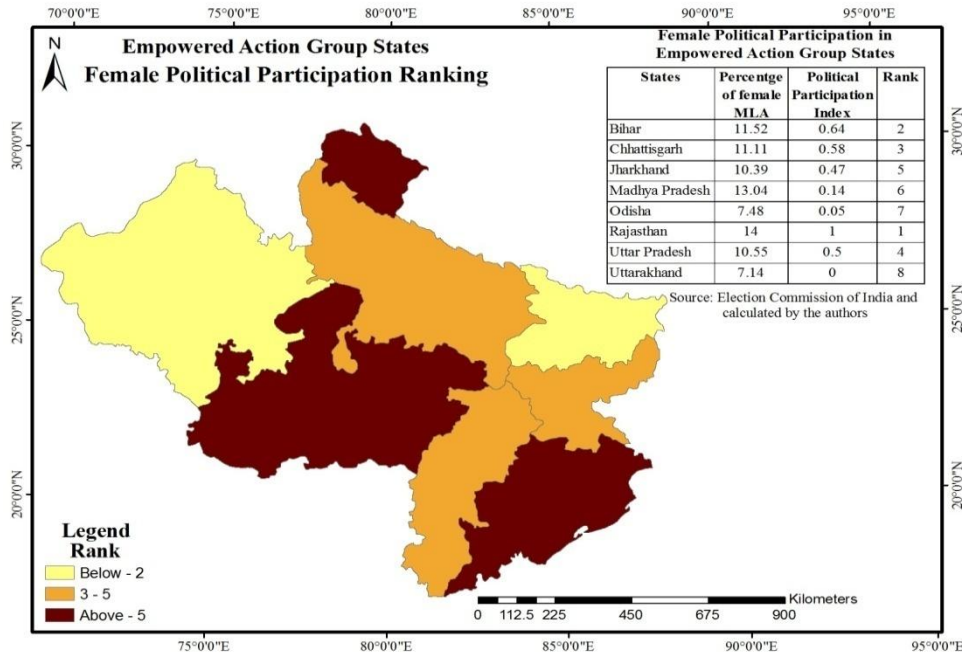 70°0'0"E 75°0'0"E 80°0'0"E 85°0'0"E 90°0'0"E 95°0'0"E
N
Empowered Action Group States
Female Political Participation Ranking
Female Political Participation in
Empowered Action Group States
States Percentge of female MLA Political Participation Index Rank
Bihar 11.52 0.64 2
Chhattisgarh 11.11 0.58 3
Jharkhand 10.39 0.47 5
Madhya Pradesh 13.04 0.14 6
Odisha 7.48 0.05 7
Rajasthan 14 1 1
Uttar Pradesh 10.55 0.5 4
Uttarakhand 7.14 0 8
Source: Election Commission of India and
calculated by the authors
30°0'0"N 30°0'0"N
25°0'0"N 25°0'0"N
20°0'0"N 20°0'0"N
Legend
Rank
Below - 2
3 - 5
Above - 5
Kilometers
0 112.5 225 450 675 900
75°0'0"E 80°0'0"E 85°0'0"E 90°0'0"E 95°0'0"E